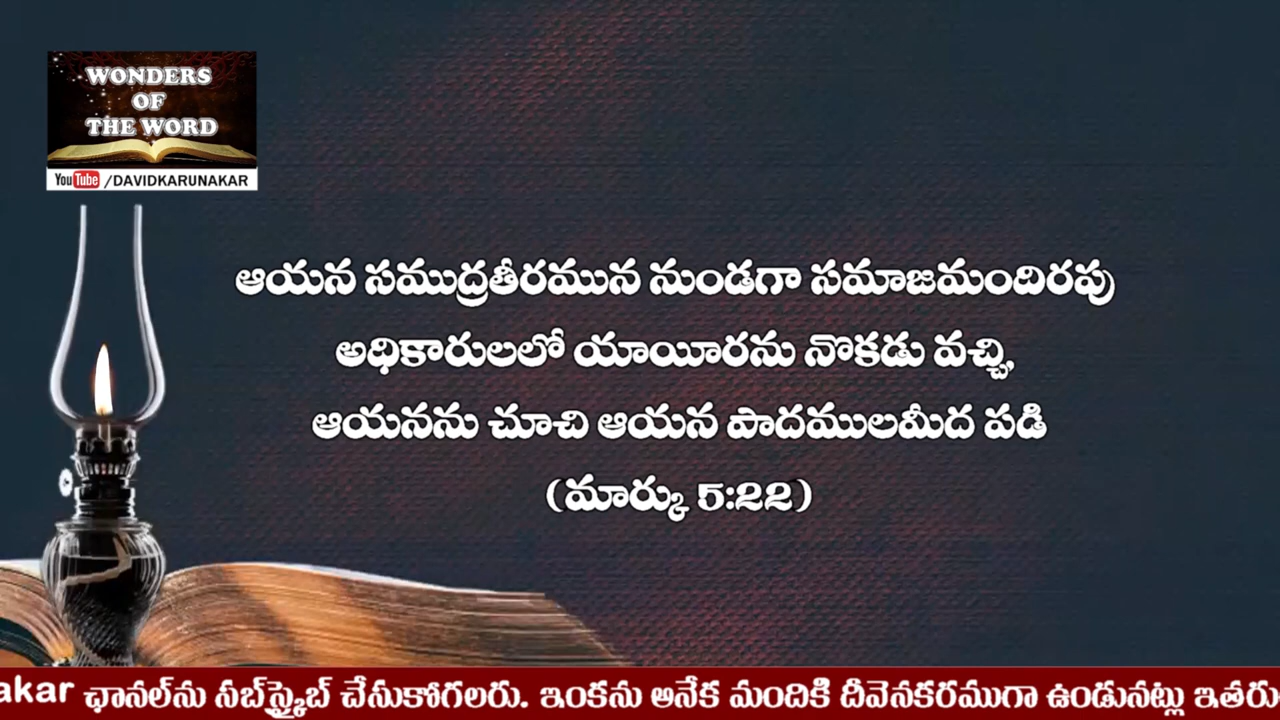 WONDERS
OF
THE WORD
YouTube /DAVIDKARUNAKAR
ఆయన సముద్రతీరమున నుండగా సమాజమందిరపు
అధికారులలో యాయీరను నొకడు వచ్చి,
ఆయనను చూచి ఆయన పాదములమీద పడి
(మార్కు 5:22)
akar ఛానల్‌ను సబ్‌స్క్రైబ్ చేసుకోగలరు. ఇంకను అనేక మందికి దీవెనకరముగా ఉండునట్లు ఇతరు